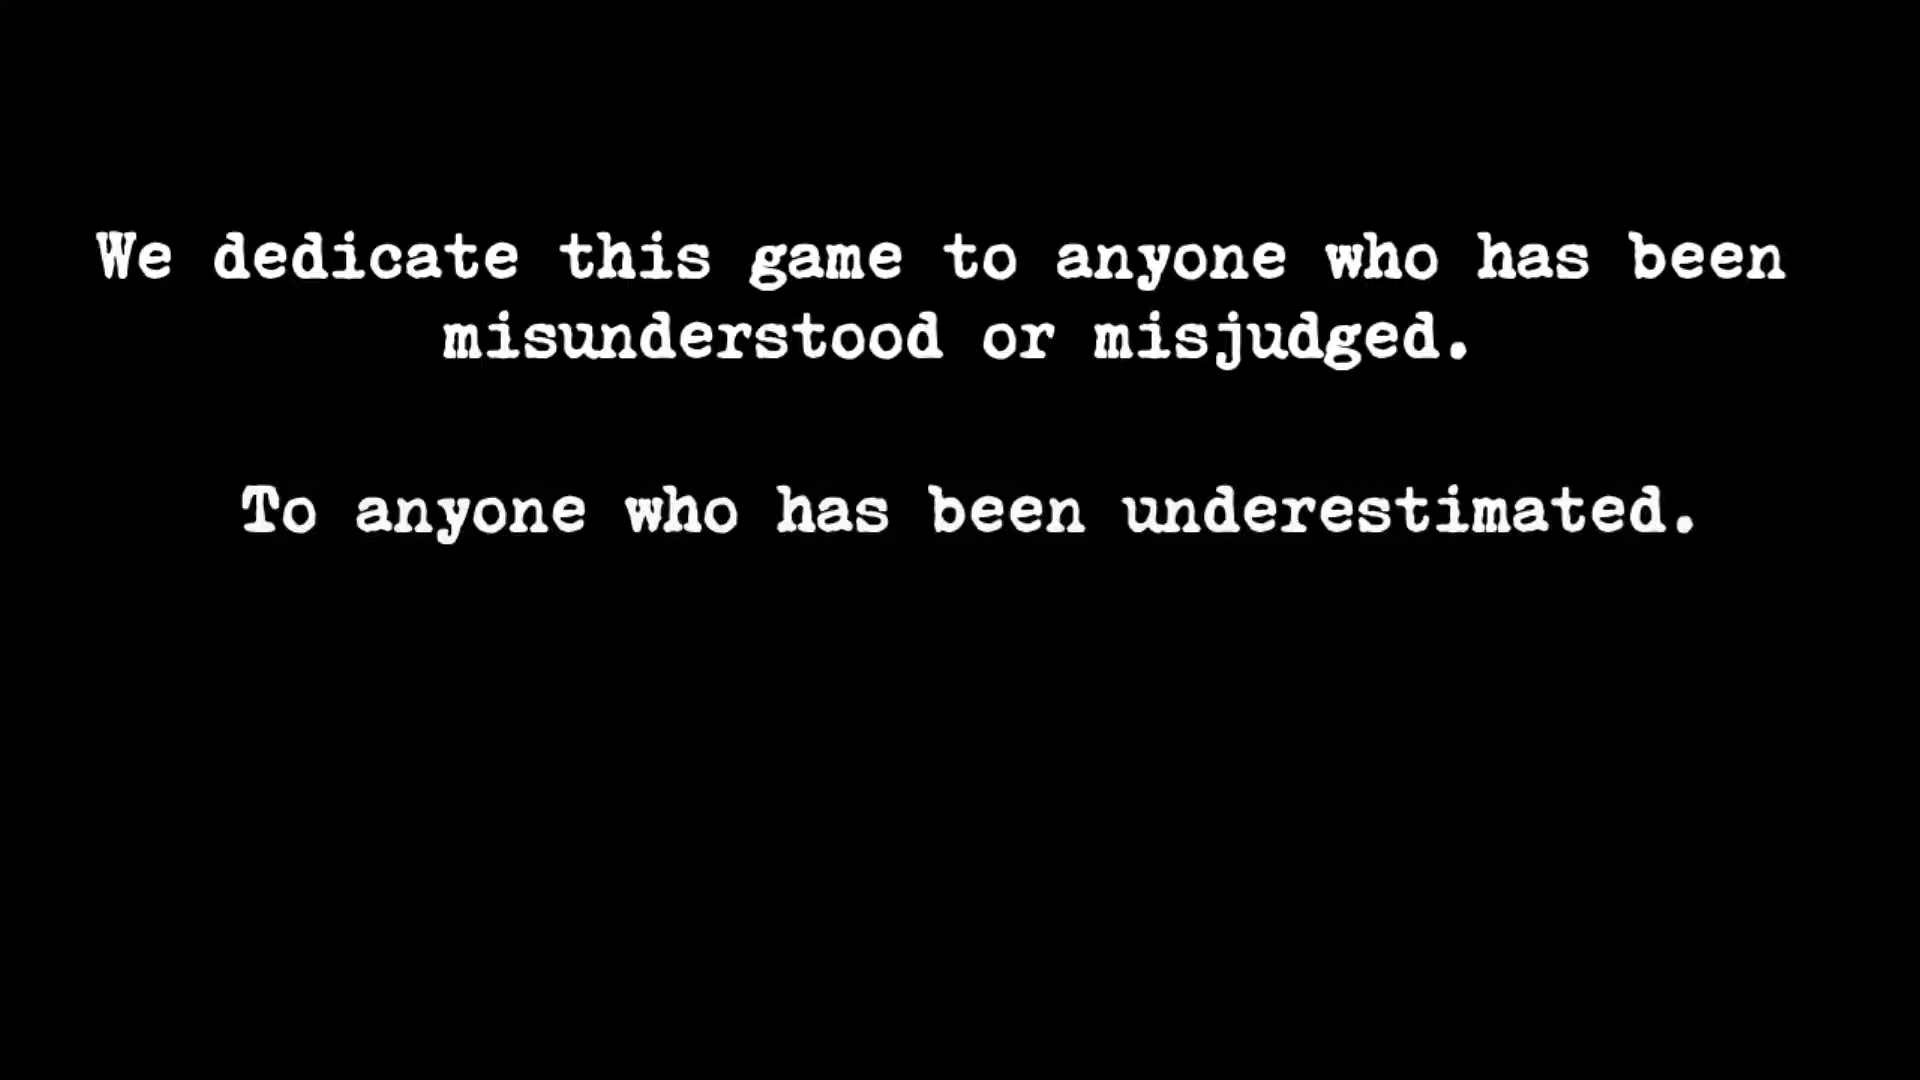 We dedicate this game to anyone who has been
misunderstood or misjudged.
To anyone who has been underestimated.